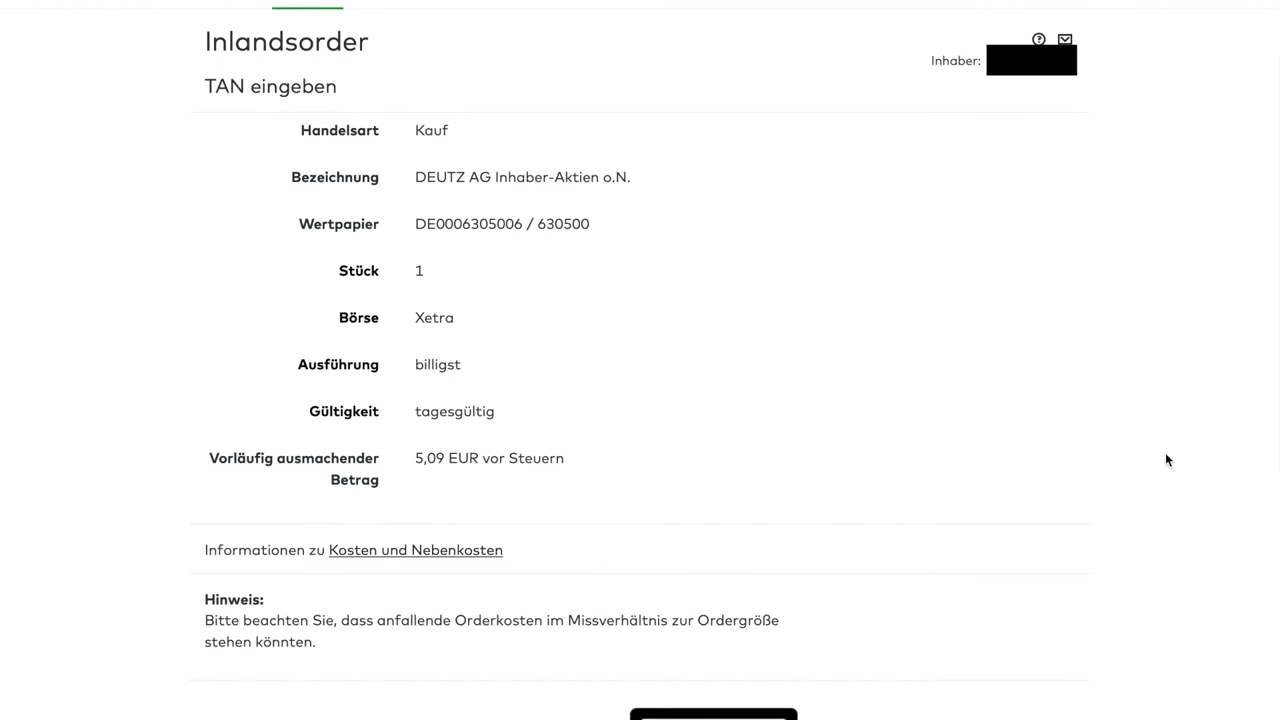 Inlandsorder
Inhaber:
TAN eingeben
Handelsart Kauf
Bezeichnung DEUTZ AG Inhaber-Aktien o.N.
Wertpapier DE0006305006 / 630500
Stück 1
Börse Xetra
Ausführung billigst
Gültigkeit tagesgültig
Vorläufig ausmachender 5,09 EUR vor Steuern
Betrag
Informationen zu Kosten und Nebenkosten
Hinweis:
Bitte beachten Sie, dass anfallende Orderkosten im Missverhältnis zur Ordergröße
stehen könnten.